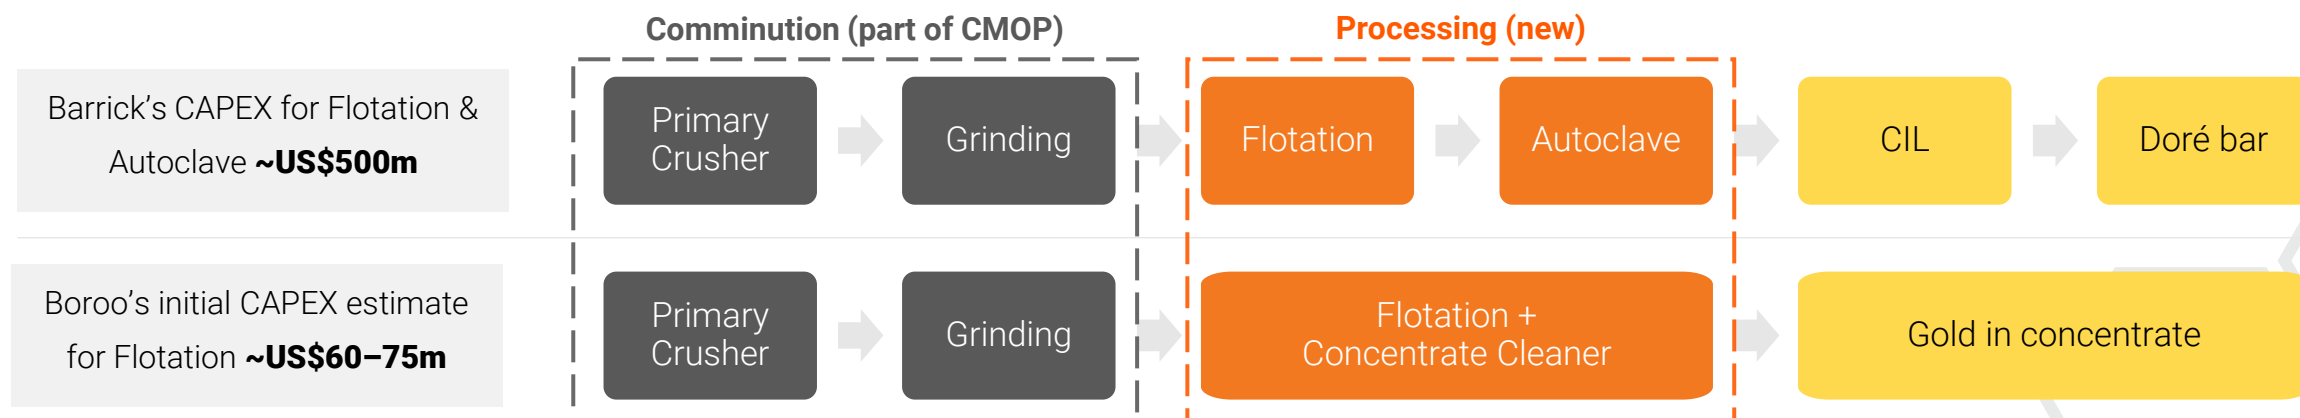 Comminution (part of CMOP)
Processing (new)
Barrick’s CAPEX for Flotation &
Autoclave ~US$500m
Primary
Crusher
Grinding
Flotation
Autoclave
CIL
Doré bar
Boroo’s initial CAPEX estimate
for Flotation ~US$60–75m
Primary
Crusher
Grinding
Flotation +
Concentrate Cleaner
Gold in concentrate